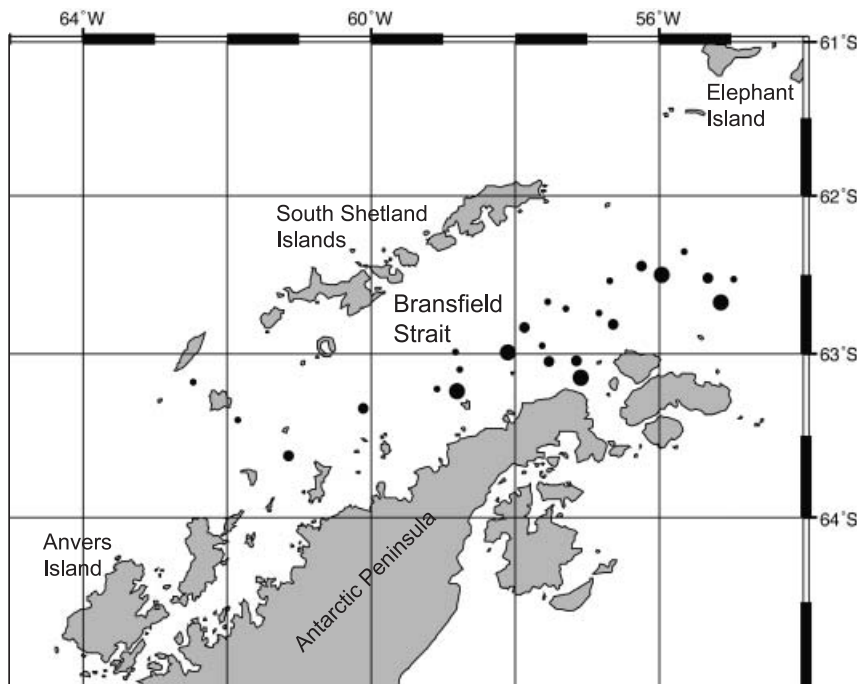 64°W
60°W
56°W
61°S
Elephant
Island
62°S
South Shetland
Islands
Bransfield
Strait
63°S
64°S
Anvers
Island
Antarctic Peninsula